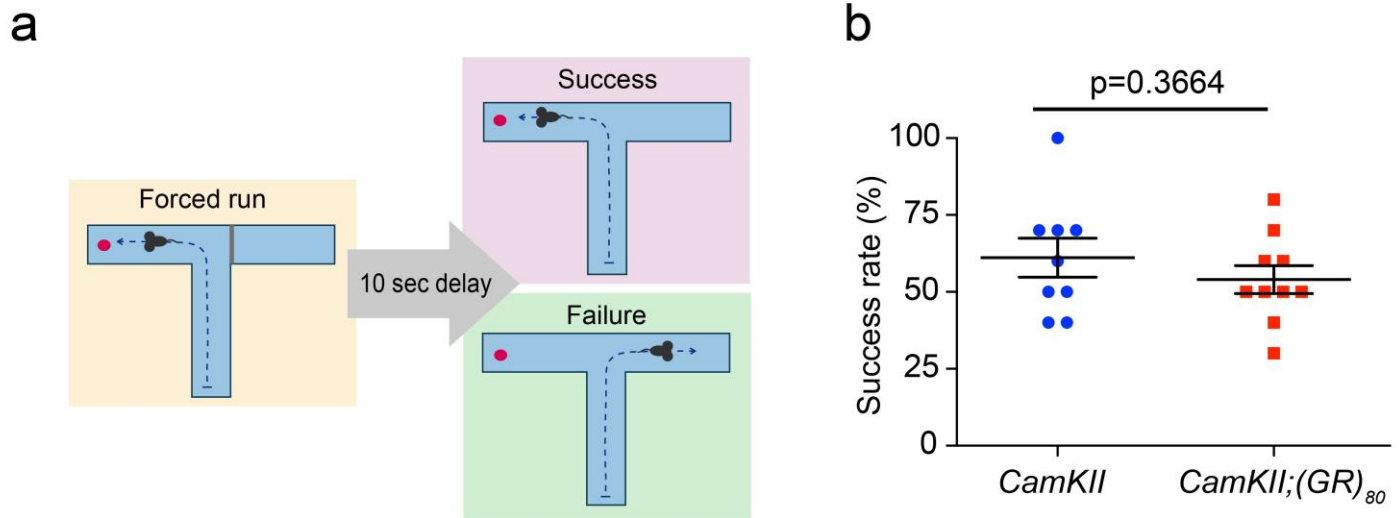 a
Forced run
10 sec delay
Success
Failure
b
p=0.3664
Success rate (%)
100
75
50
25
0
CamKII
CamKII;(GR)80